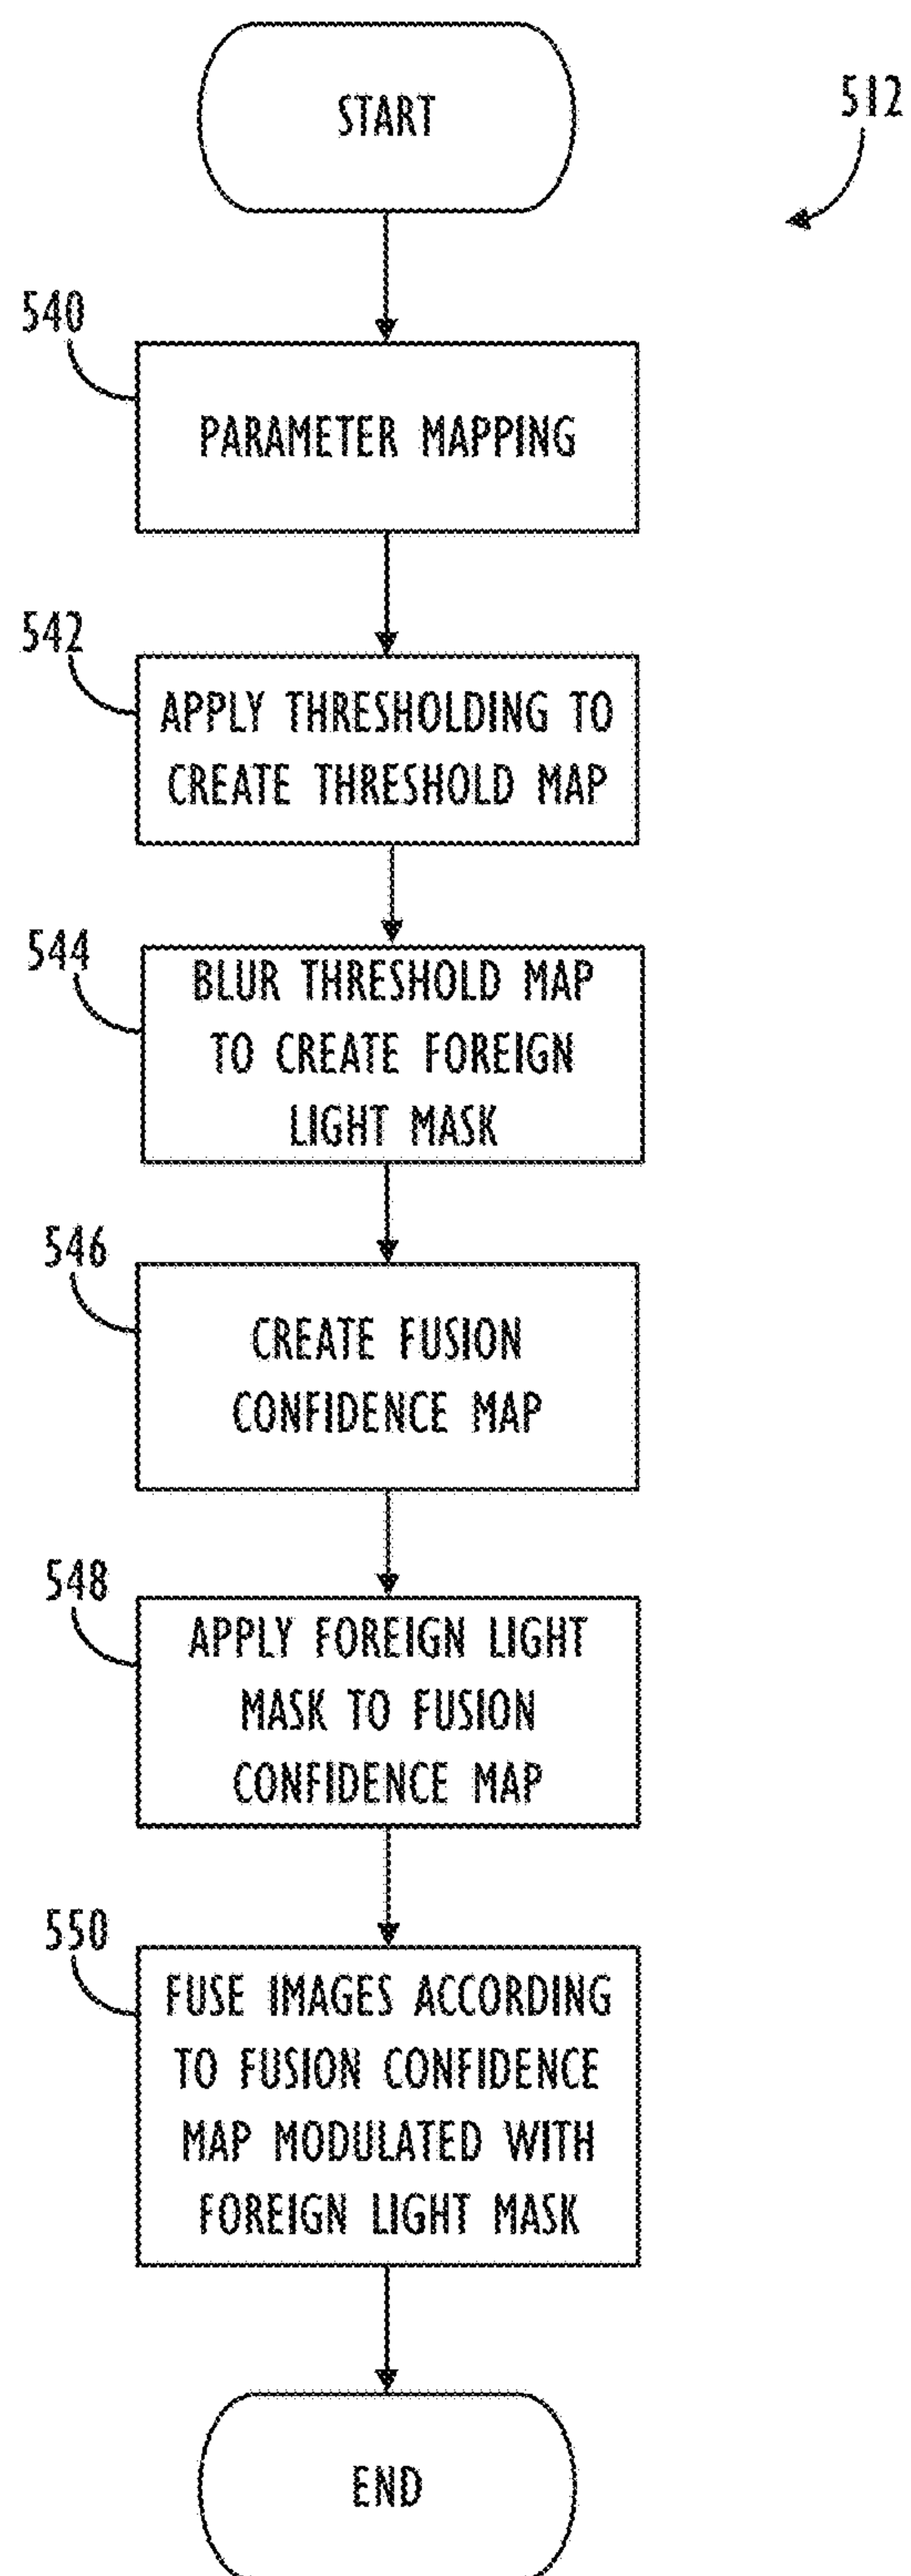 START
512
540
PARAMETER MAPPING
542
APPLY THRESHOLDING TO
CREATE THRESHOLD MAP
544
BLUR THRESHOLD MAP
TO CREATE FOREIGN
LIGHT MASK
546
CREATE FUSION
CONFIDENCE MAP
548
APPLY FOREIGN LIGHT
MASK TO FUSION
CONFIDENCE MAP
550
FUSE IMAGES ACCORDING
TO FUSION CONFIDENCE
MAP MODULATED WITH
FOREIGN LIGHT MASK
END